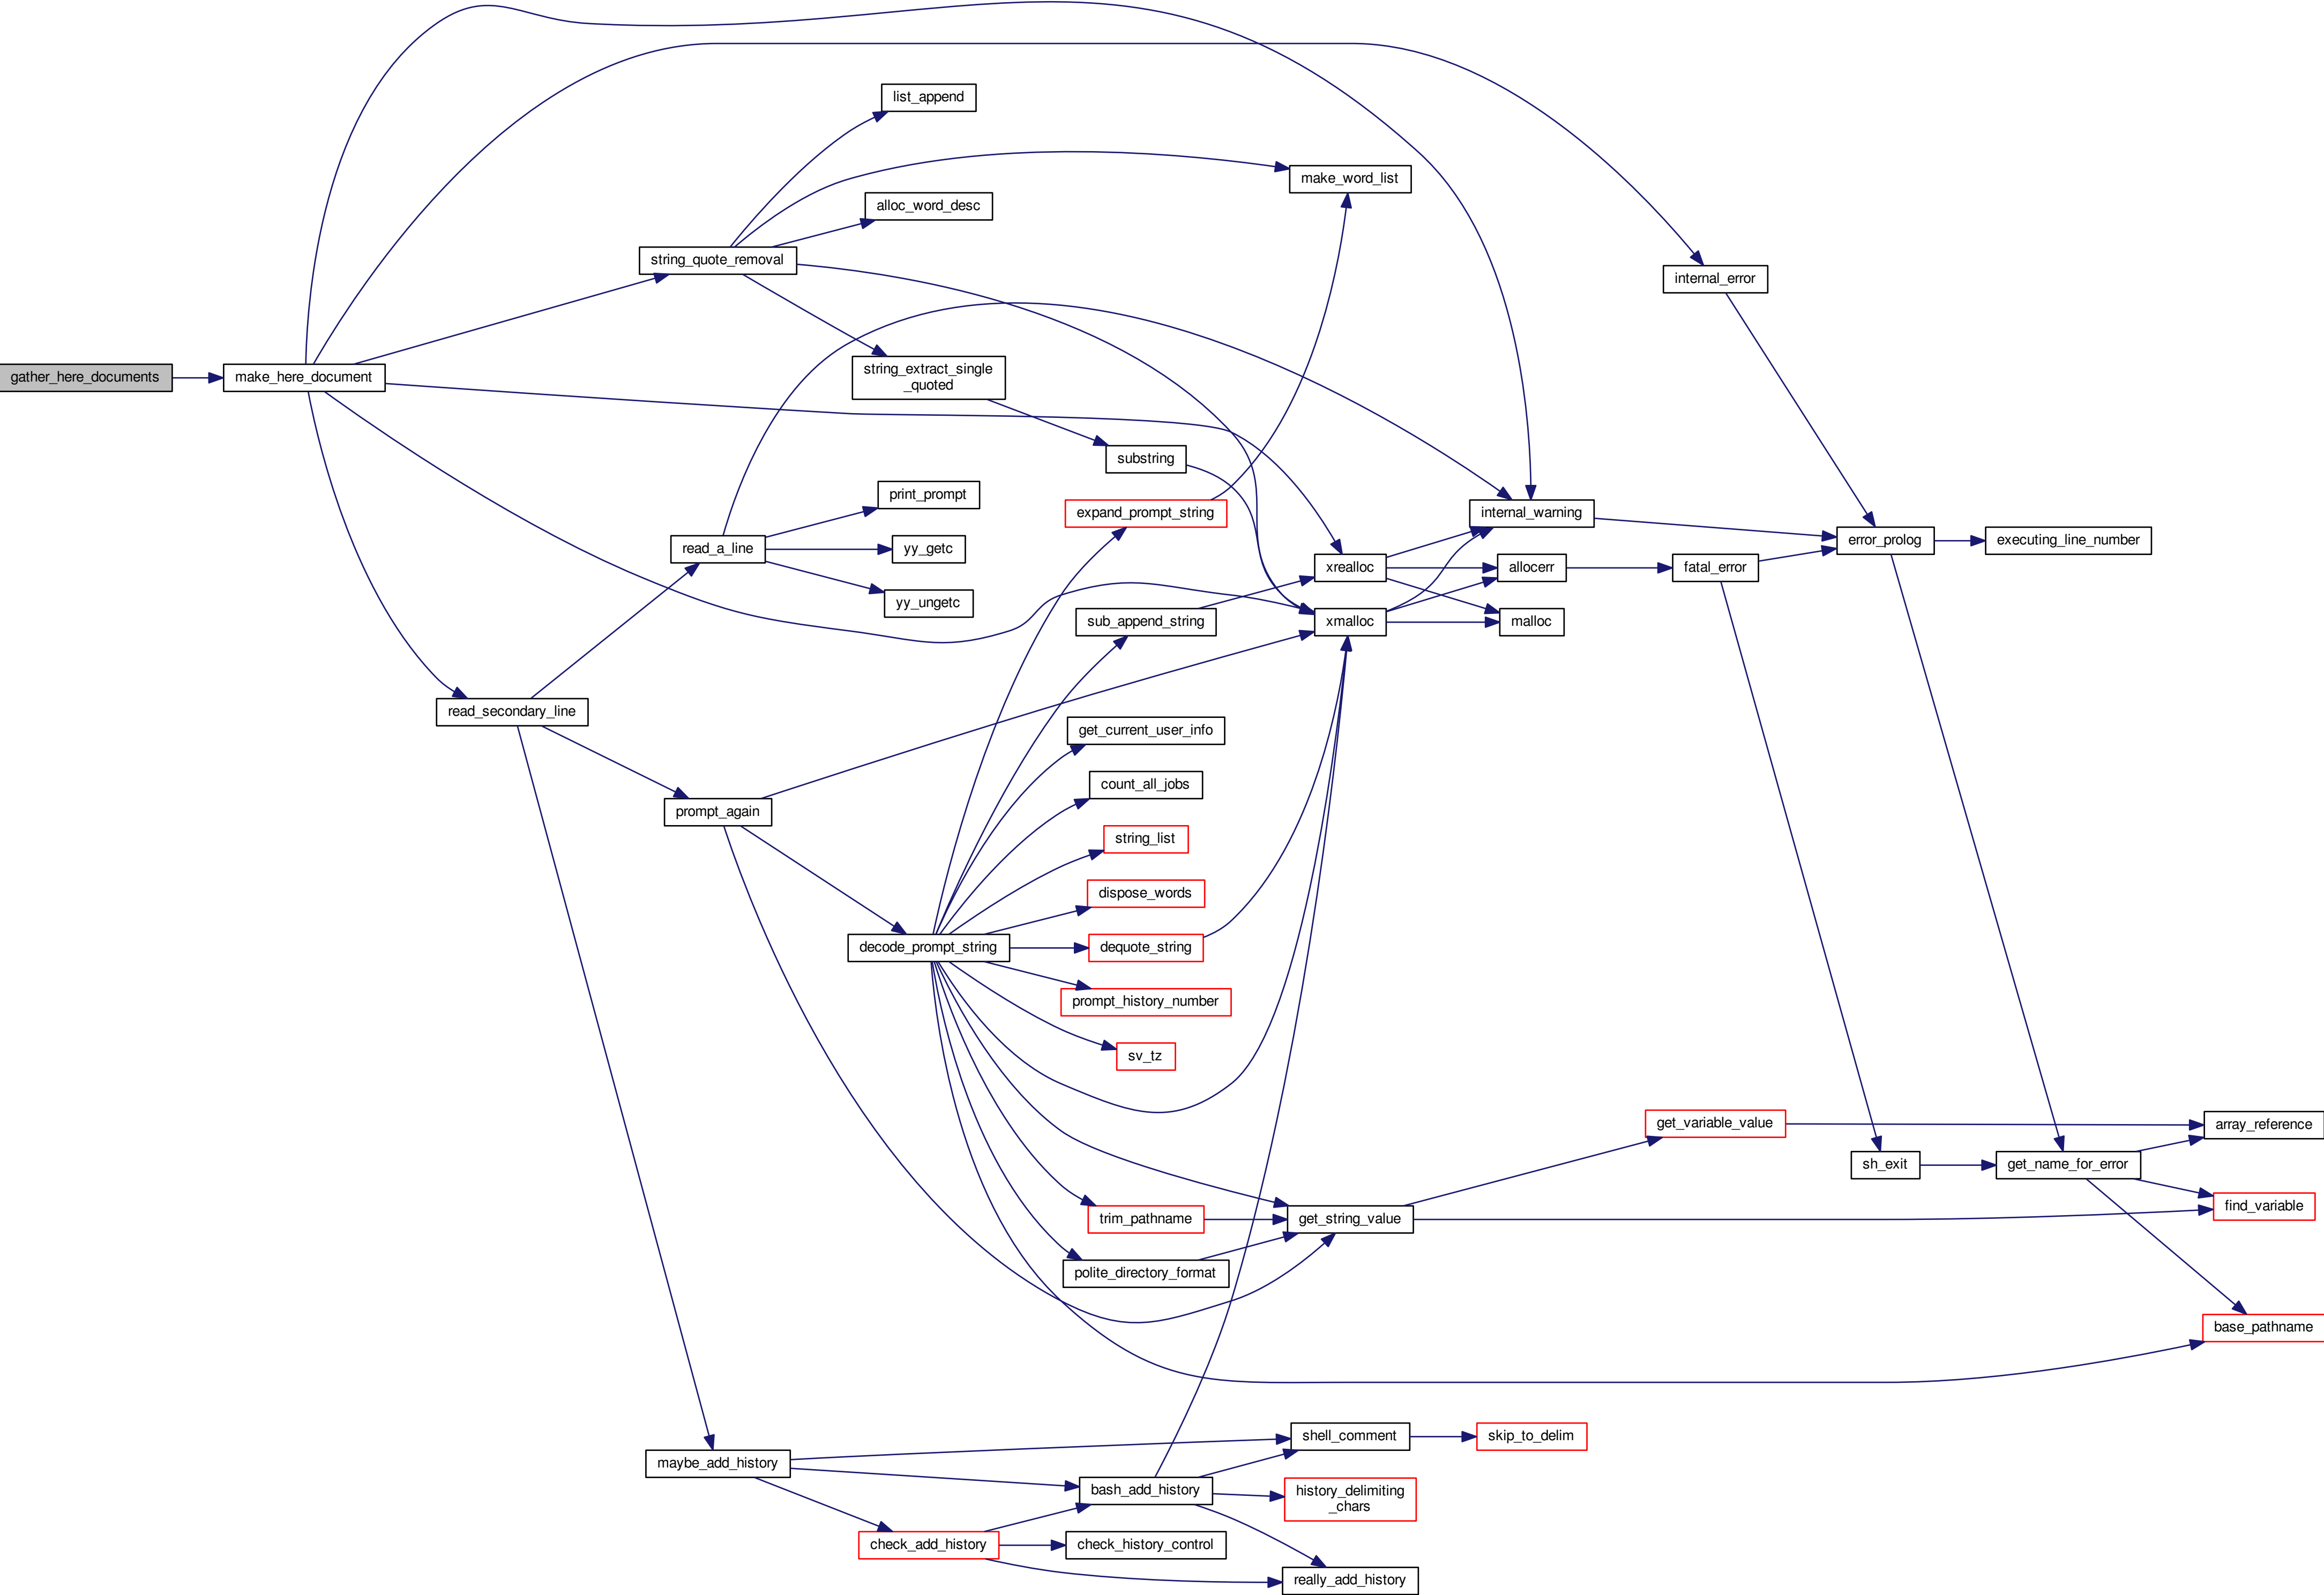 list_append
make_word_list
alloc_word_desc
string_quote_removal
internal_error
gather_here_documents
make_here_document
string_extract_single
_quoted
substring
print_prompt
expand_prompt_string
internal_warning
read_a_line
yy_getc
error_prolog
executing_line_number
xrealloc
allocerr
fatal_error
yy_ungetc
sub_append_string
xmalloc
malloc
read_secondary_line
get_current_user_info
count_all_jobs
prompt_again
string_list
dispose_words
decode_prompt_string
dequote_string
prompt_history_number
sv_tz
get_variable_value
array_reference
sh_exit
get_name_for_error
trim_pathname
get_string_value
find_variable
polite_directory_format
base_pathname
shell_comment
skip_to_delim
maybe_add_history
bash_add_history
history_delimiting
_chars
check_add_history
check_history_control
really_add_history